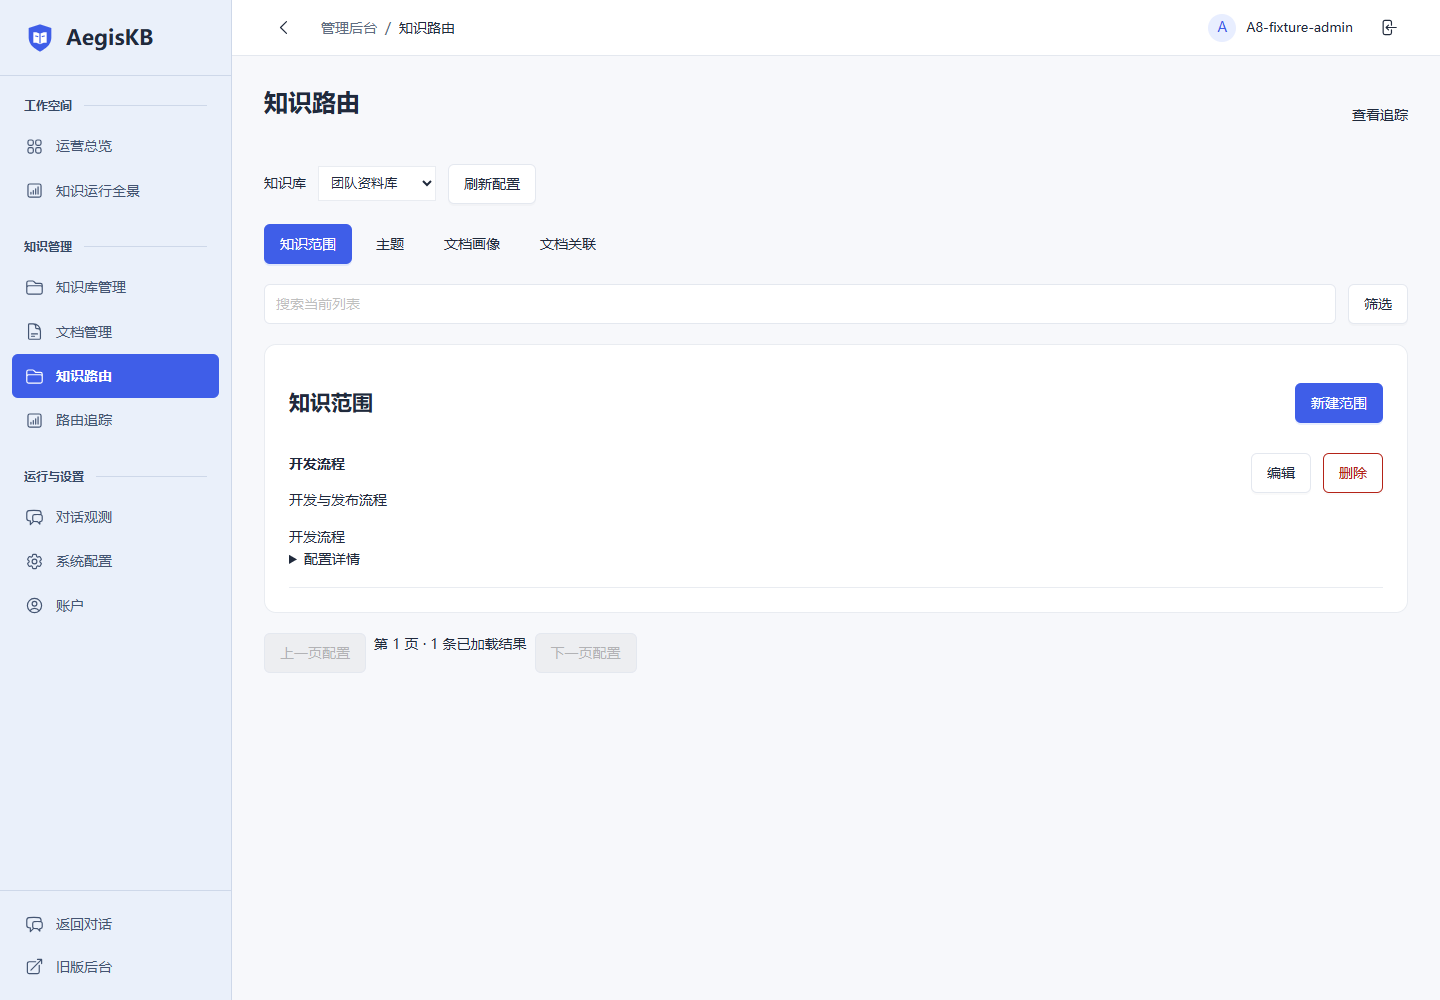 AegisKB
工作空间
运营总览
知识运行全景
知识管理
知识库管理
文档管理
知识路由
路由追踪
运行与设置
对话观测
系统配置
账户
返回对话
旧版后台
管理后台 / 知识路由
A A8-fixture-admin
知识路由
查看追踪
知识库 团队资料库 刷新配置
知识范围 主题 文档画像 文档关联
搜索当前列表 筛选
知识范围 新建范围
开发流程 编辑 删除
开发与发布流程
开发流程
配置详情
上一页配置 第 1 页 · 1 条已加载结果 下一页配置